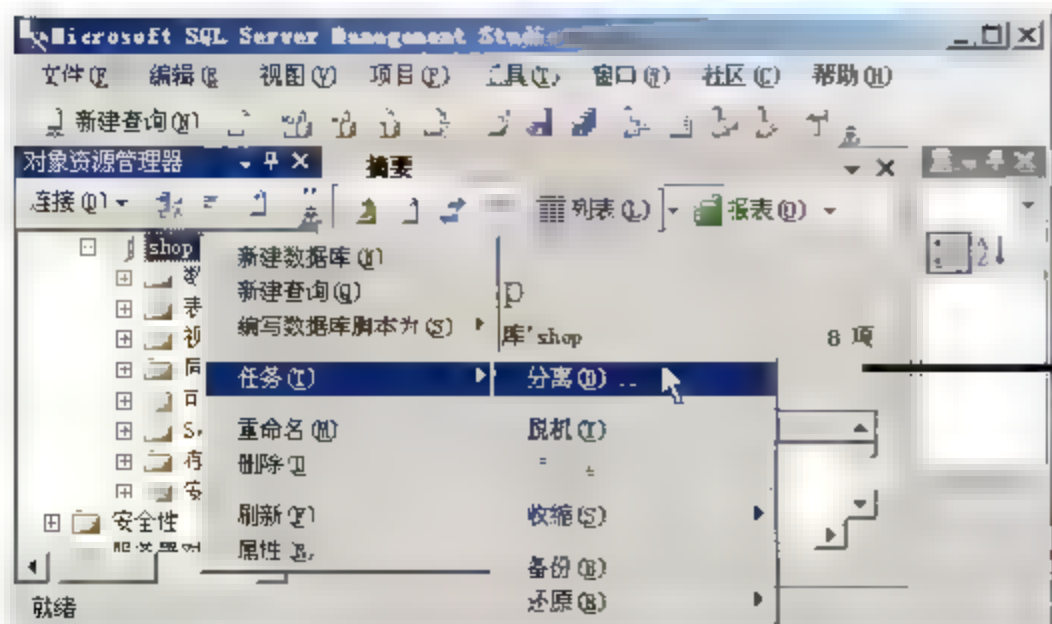 Microsoft SQL Server Management Studio
文件(F) 编辑(E) 视图(V) 项目(P) 工具(T) 窗口(W) 社区(C) 帮助(H)
新建查询(N)
对象资源管理器 摘要
连接(O) 列表(L) 报表(O)
shop
新建数据库(N)
新建查询(Q)
表
编写数据库脚本为(S)
库'shop 8 项
任务(T) 分离(D)...
重命名(M) 脱机(T)
删除(D)
存
安
安全性
刷新(F) 收缩(S)
属性(R)
备份(B)
就绪 还原(R)